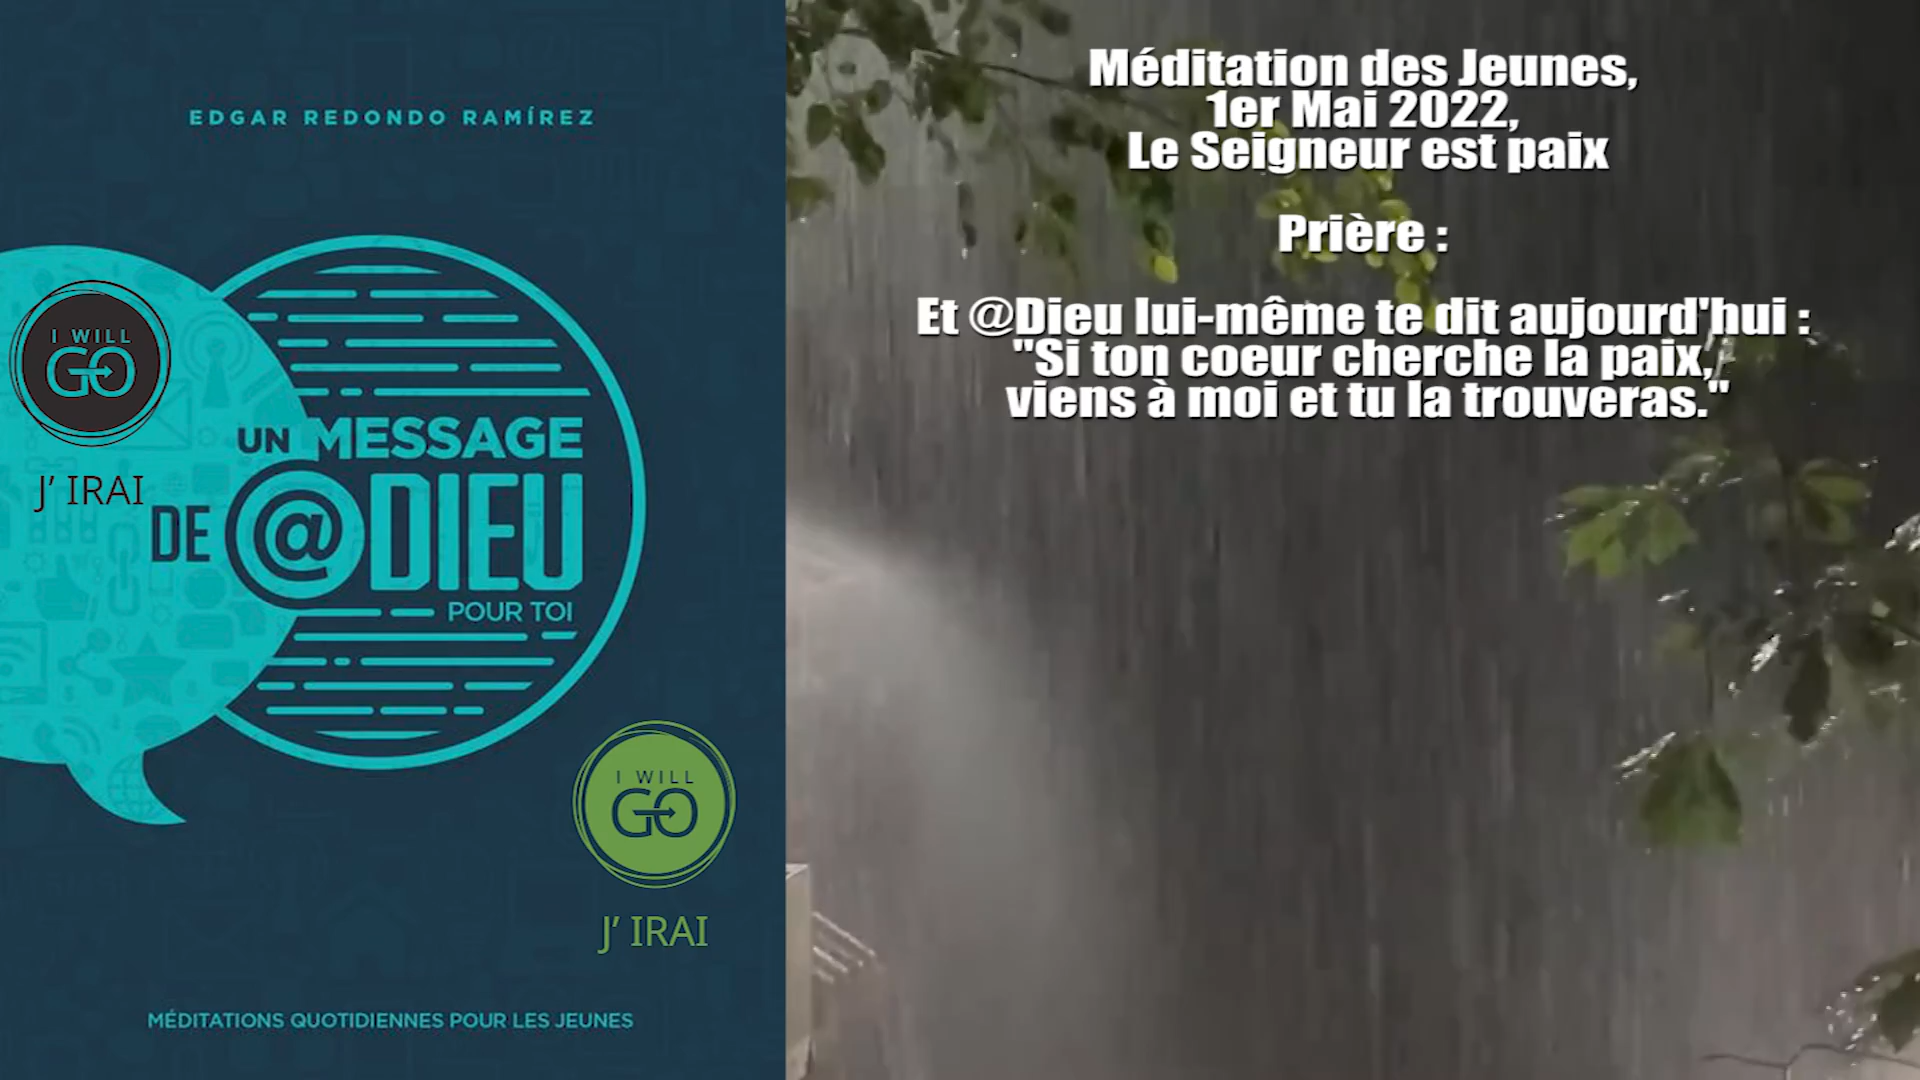 EDGAR REDONDO RAMÍREZ
I WILL
GO
J' IRAI
UN MESSAGE
DE @DIEU
POUR TOI
I WILL
GO
J' IRAI
MÉDITATIONS QUOTIDIENNES POUR LES JEUNES
Méditation des Jeunes,
1er Mai 2022,
Le Seigneur est paix
Prière :
Et @Dieu lui-même te dit aujourd'hui :
"Si ton coeur cherche la paix,
viens à moi et tu la trouveras."